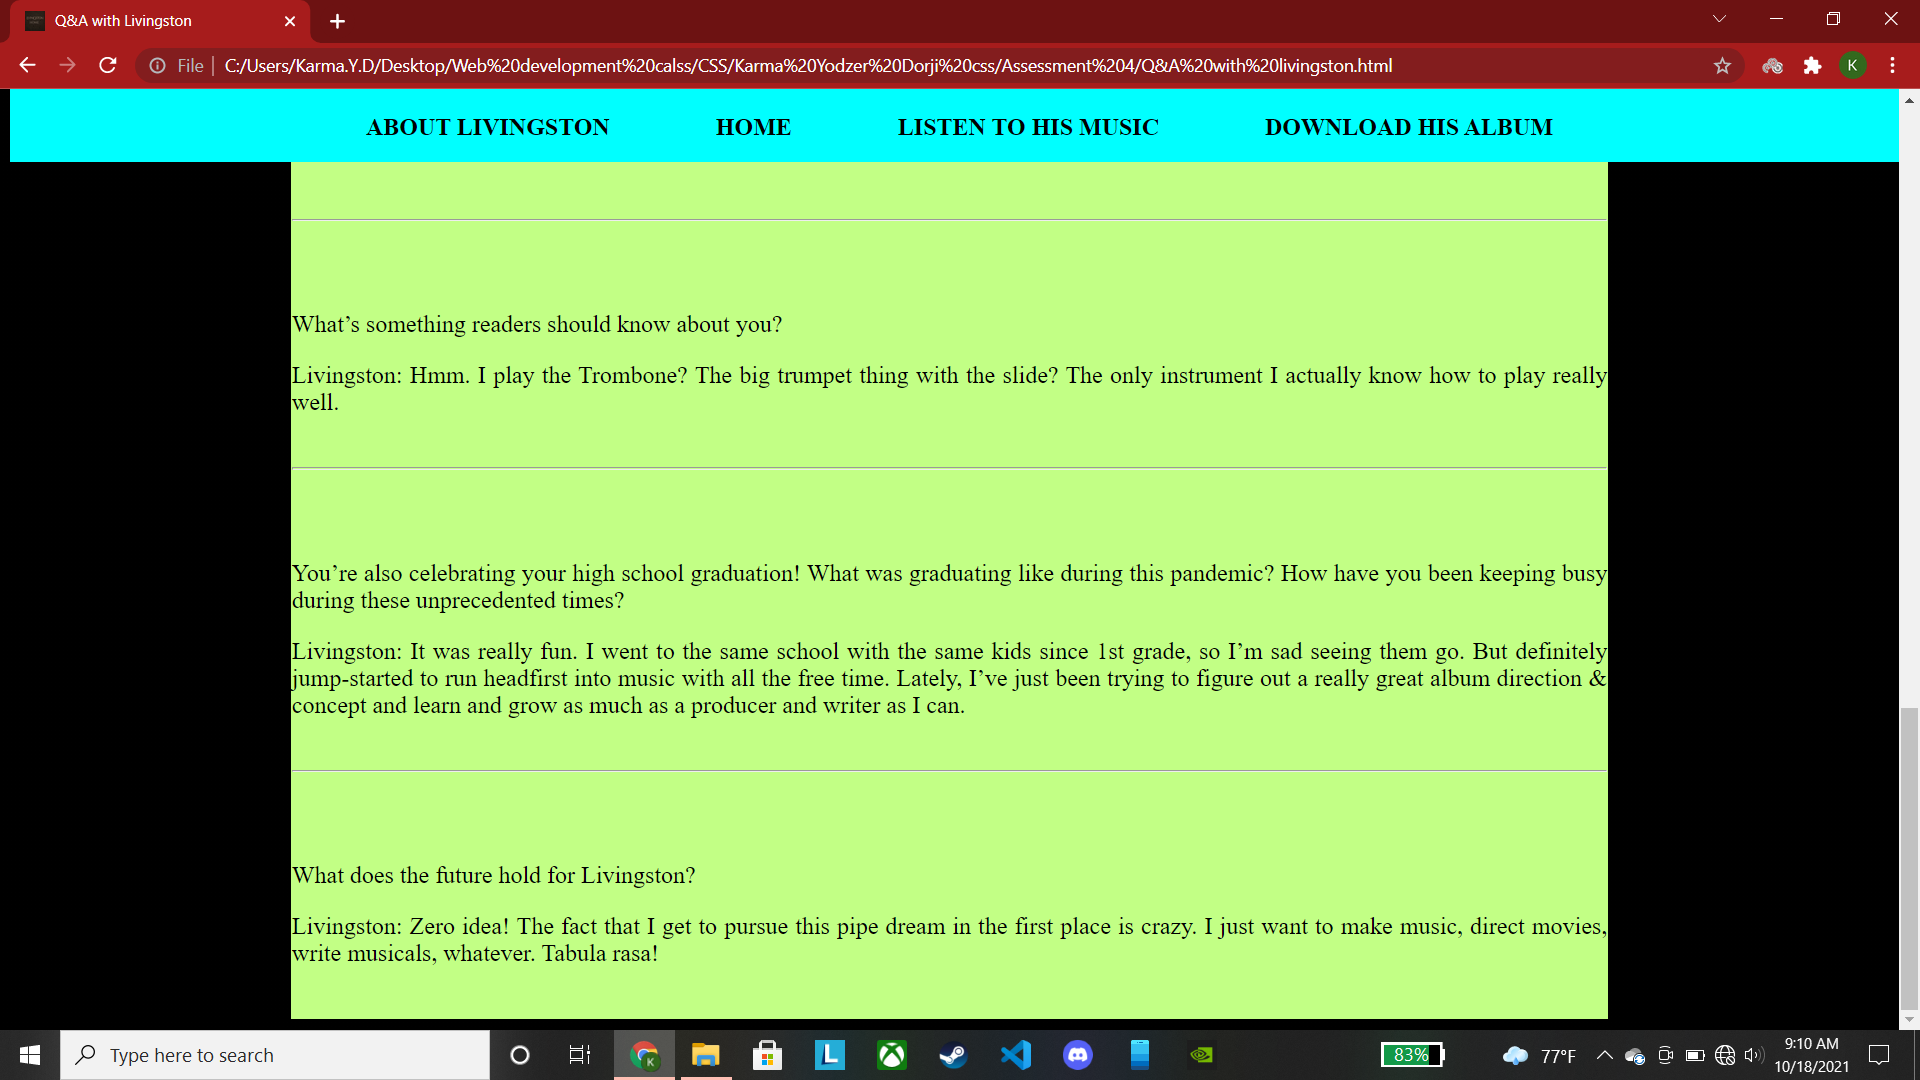 Q&A with Livingston
File
C:/Users/Karma.Y.D/Desktop/Web%20development%20calss/CSS/Karma%20Yodzer%20Dorji%20css/Assessment%204/Q&A%20with%20livingston.html
K
ABOUT LIVINGSTON HOME LISTEN TO HIS MUSIC DOWNLOAD HIS ALBUM
What’s something readers should know about you?
Livingston: Hmm. I play the Trombone? The big trumpet thing with the slide? The only instrument I actually know how to play really
well.
You’re also celebrating your high school graduation! What was graduating like during this pandemic? How have you been keeping busy
during these unprecedented times?
Livingston: It was really fun. I went to the same school with the same kids since 1st grade, so I’m sad seeing them go. But definitely
jump-started to run headfirst into music with all the free time. Lately, I’ve just been trying to figure out a really great album direction &
concept and learn and grow as much as a producer and writer as I can.
What does the future hold for Livingston?
Livingston: Zero idea! The fact that I get to pursue this pipe dream in the first place is crazy. I just want to make music, direct movies,
write musicals, whatever. Tabula rasa!
Type here to search
K
L
83%
77°F
9:10 AM
10/18/2021